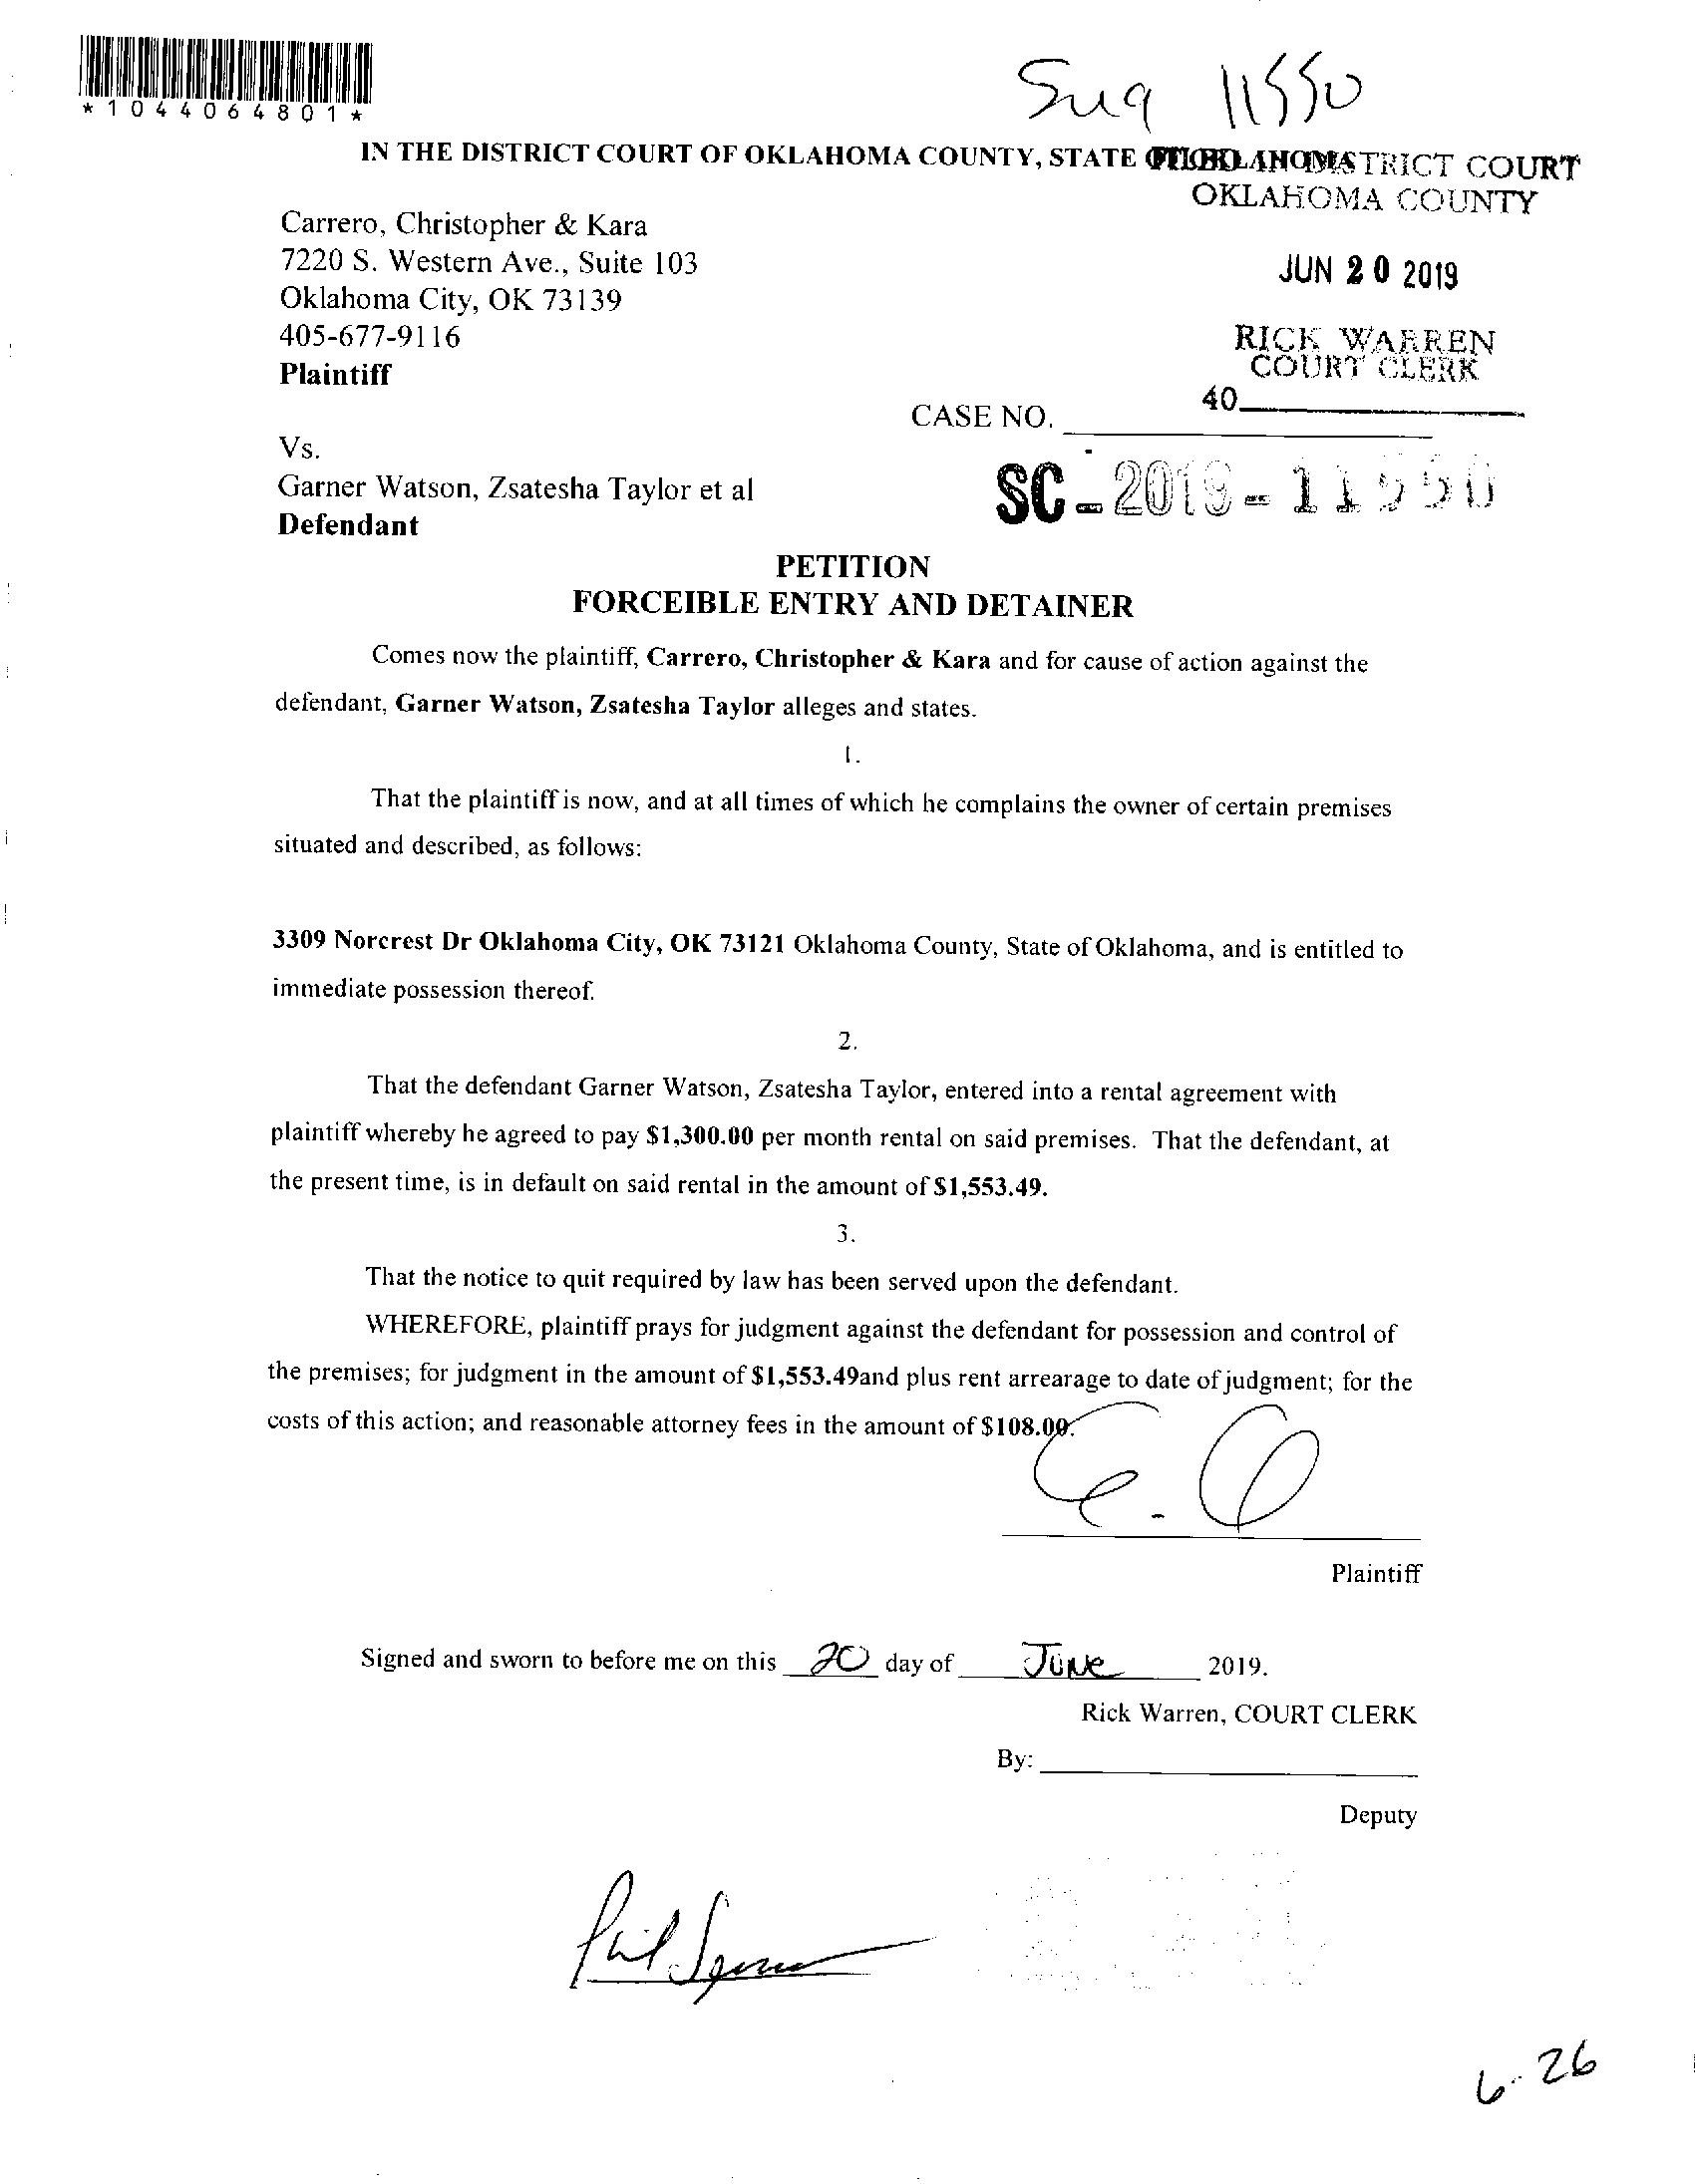 *1044064801*
11550
IN THE DISTRICT COURT OF OKLAHOMA COUNTY, STATE OF OKLAHOMA
FILED IN DISTRICT COURT
OKLAHOMA COUNTY
Carrero, Christopher & Kara
7220 S. Western Ave., Suite 103
Oklahoma City, OK 73139
405-677-9116
Plaintiff
JUN 20 2019
RICK WARREN
COURT CLERK
40
CASE NO.
Vs.
Garner Watson, Zsatesha Taylor et al
Defendant
SC-2019-11550
PETITION
FORCEIBLE ENTRY AND DETAINER
Comes now the plaintiff, Carrero, Christopher & Kara and for cause of action against the
defendant, Garner Watson, Zsatesha Taylor alleges and states.
1.
That the plaintiff is now, and at all times of which he complains the owner of certain premises
situated and described, as follows:
3309 Norcrest Dr Oklahoma City, OK 73121 Oklahoma County, State of Oklahoma, and is entitled to
immediate possession thereof.
2.
That the defendant Garner Watson, Zsatesha Taylor, entered into a rental agreement with
plaintiff whereby he agreed to pay $1,300.00 per month rental on said premises. That the defendant, at
the present time, is in default on said rental in the amount of $1,553.49.
3.
That the notice to quit required by law has been served upon the defendant.
WHEREFORE, plaintiff prays for judgment against the defendant for possession and control of
the premises; for judgment in the amount of $1,553.49and plus rent arrearage to date of judgment; for the
costs of this action; and reasonable attorney fees in the amount of $108.00.
Plaintiff
Signed and sworn to before me on this 20 day of June 2019.
Rick Warren, COURT CLERK
By:
Deputy
6-26